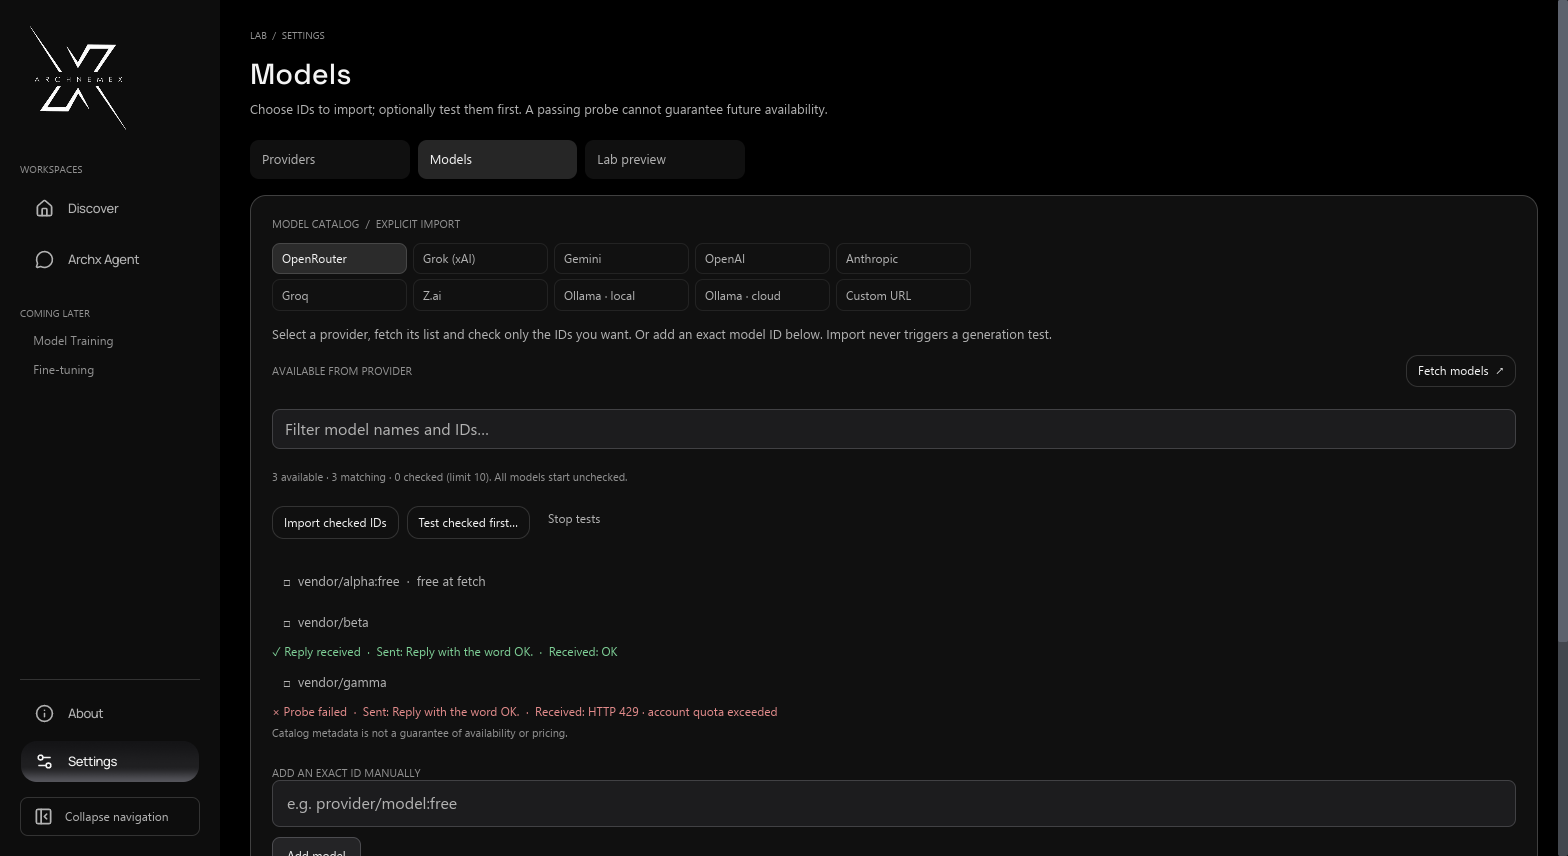 ARCHNEMEX
WORKSPACES
Discover
Archx Agent
COMING LATER
Model Training
Fine-tuning
About
Settings
Collapse navigation
LAB / SETTINGS
Models
Choose IDs to import; optionally test them first. A passing probe cannot guarantee future availability.
Providers
Models
Lab preview
MODEL CATALOG / EXPLICIT IMPORT
OpenRouter
Grok (xAI)
Gemini
OpenAI
Anthropic
Groq
Z.ai
Ollama · local
Ollama · cloud
Custom URL
Select a provider, fetch its list and check only the IDs you want. Or add an exact model ID below. Import never triggers a generation test.
AVAILABLE FROM PROVIDER
Fetch models ↗
Filter model names and IDs...
3 available · 3 matching · 0 checked (limit 10). All models start unchecked.
Import checked IDs
Test checked first...
Stop tests
□ vendor/alpha:free · free at fetch
□ vendor/beta
✓ Reply received · Sent: Reply with the word OK. · Received: OK
□ vendor/gamma
× Probe failed · Sent: Reply with the word OK. · Received: HTTP 429 · account quota exceeded
Catalog metadata is not a guarantee of availability or pricing.
ADD AN EXACT ID MANUALLY
e.g. provider/model:free
Add model